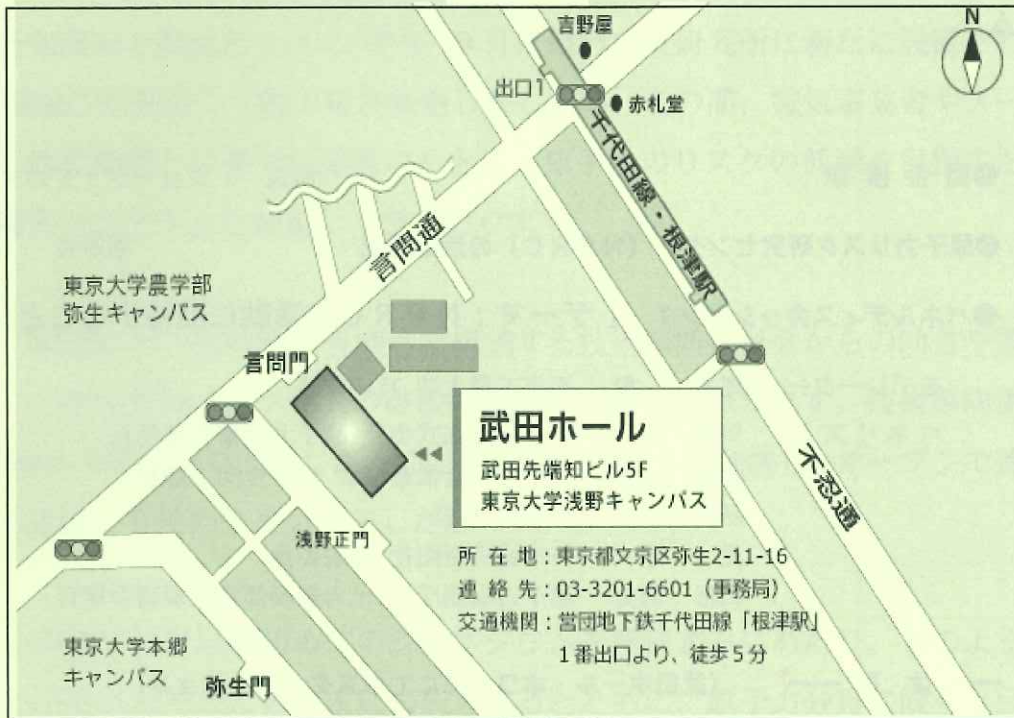 N
吉野屋
出口1
赤札堂
千代田線・根津駅
言問通
東京大学農学部
弥生キャンパス
言問門
武田ホール
武田先端知ビル5F
東京大学浅野キャンパス
不忍通
浅野正門
所 在 地：東京都文京区弥生2-11-16
連 絡 先：03-3201-6601（事務局）
交通機関：営団地下鉄千代田線「根津駅」
1番出口より、徒歩5分
東京大学本郷
キャンパス
弥生門